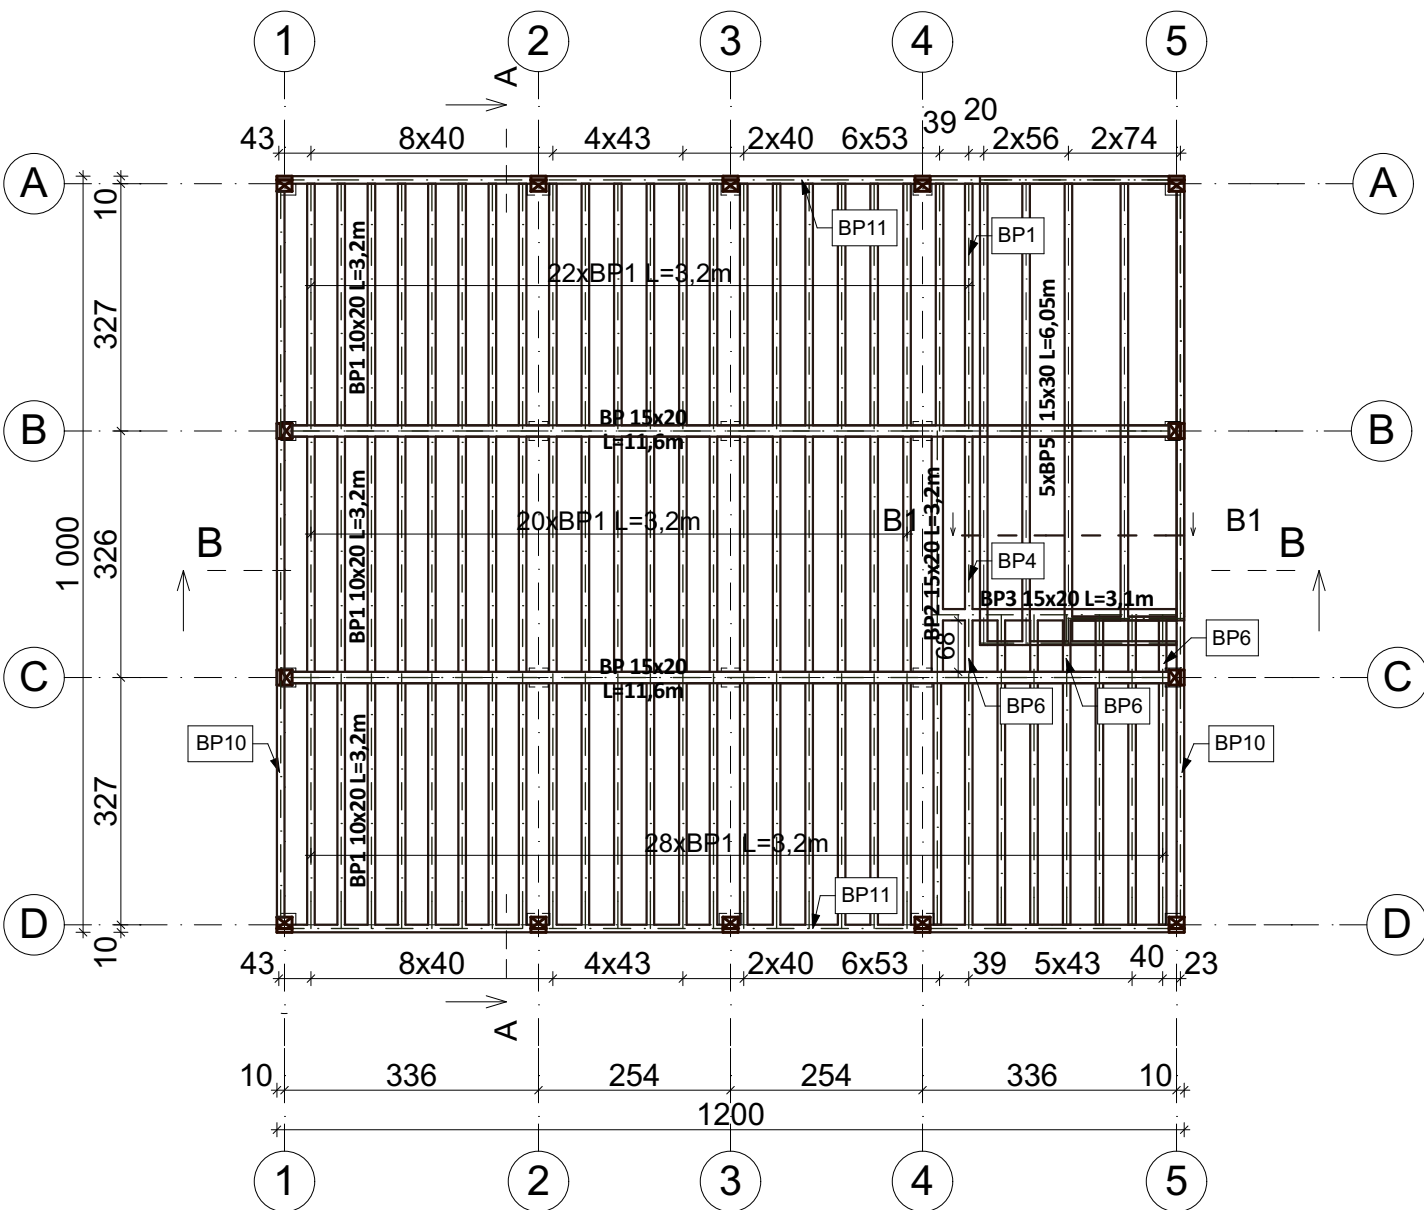 1 2 3 4 5
A
39 20
43 8x40 4x43 2x40 6x53 2x56 2x74
A A
10
BP11 BP1
BP1 10x20 L=3,2m
22xBP1 L=3,2m
5xBP5 15x30 L=6,05m
327
B B
BP 15x20
L=11,6m
BP1 10x20 L=3,2m
20xBP1 L=3,2m
BP2 15x20 L=3,2m
B1 B1
B B
1 000
326
BP4
BP3 15x20 L=3,1m
68
BP6
C C
BP 15x20
L=11,6m
BP6 BP6
BP10 BP10
BP1 10x20 L=3,2m
327
28xBP1 L=3,2m
BP11
D D
10
43 8x40 4x43 2x40 6x53 39 5x43 40 23
A
10 336 254 254 336 10
1200
1 2 3 4 5